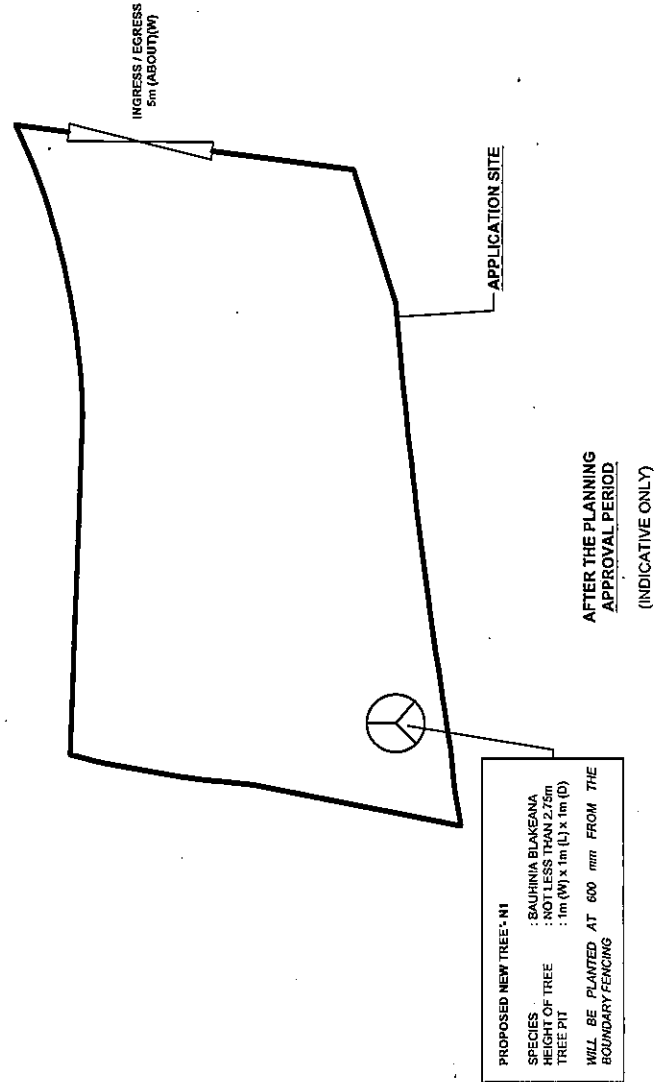 INGRESS / EGRESS
5m (ABOUT)(W)
APPLICATION SITE
AFTER THE PLANNING
APPROVAL PERIOD
(INDICATIVE ONLY)
PROPOSED NEW TREE - N1
SPECIES : BAUHINIA BLAKEANA
HEIGHT OF TREE : NOT LESS THAN 2.75m
TREE PIT : 1m (W) x 1m (L) x 1m (D)
WILL BE PLANTED AT 600 mm FROM THE
BOUNDARY FENCING